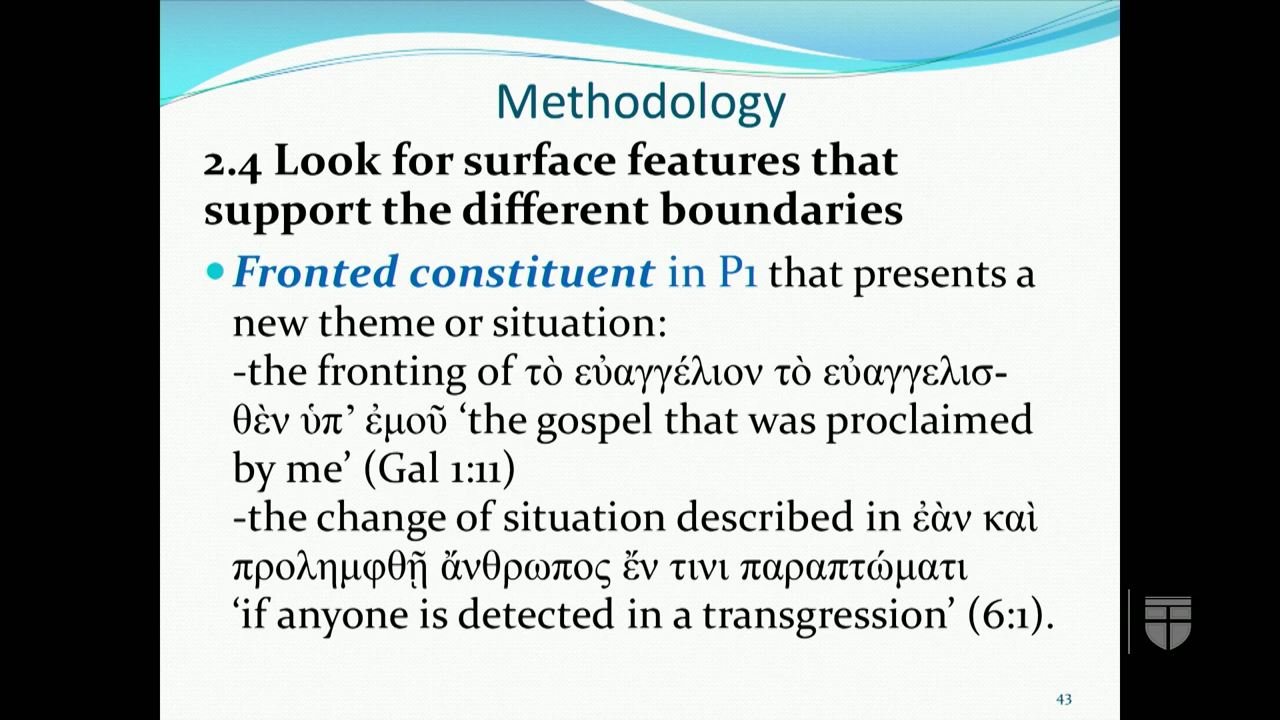 Methodology
2.4 Look for surface features that
support the different boundaries
• Fronted constituent in P1 that presents a
new theme or situation:
-the fronting of τὸ εὐαγγέλιον τὸ εὐαγγελισ-
θὲν ὑπ’ ἐμοῦ ‘the gospel that was proclaimed
by me’ (Gal 1:11)
-the change of situation described in ἐὰν καὶ
προλημφθῇ ἄνθρωπος ἔν τινι παραπτώματι
‘if anyone is detected in a transgression’ (6:1).
43